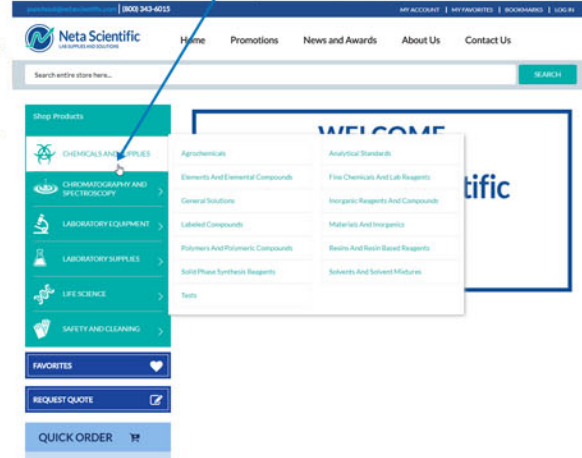 (800) 343-6015
MY ACCOUNT | MY FAVORITES | BOOKMARKS | LOG IN
Neta Scientific
LAB SUPPLIES AND SOLUTIONS
Home Promotions News and Awards About Us Contact Us
Search entire store here...
SEARCH
Shop Products
CHEMICALS AND SUPPLIES
CHROMATOGRAPHY AND
SPECTROSCOPY
LABORATORY EQUIPMENT
LABORATORY SUPPLIES
LIFE SCIENCE
SAFETY AND CLEANING
WELCOME
Agrochemicals Analytical Standards
Elements And Elemental Compounds Fine Chemicals And Lab Reagents
General Solutions Inorganic Reagents And Compounds
Labeled Compounds Materials And Inorganics
Polymers And Polymeric Compounds Resins And Resin Based Reagents
Solid Phase Synthesis Reagents Solvents And Solvent Mixtures
Tests
tific
FAVORITES
REQUEST QUOTE
QUICK ORDER